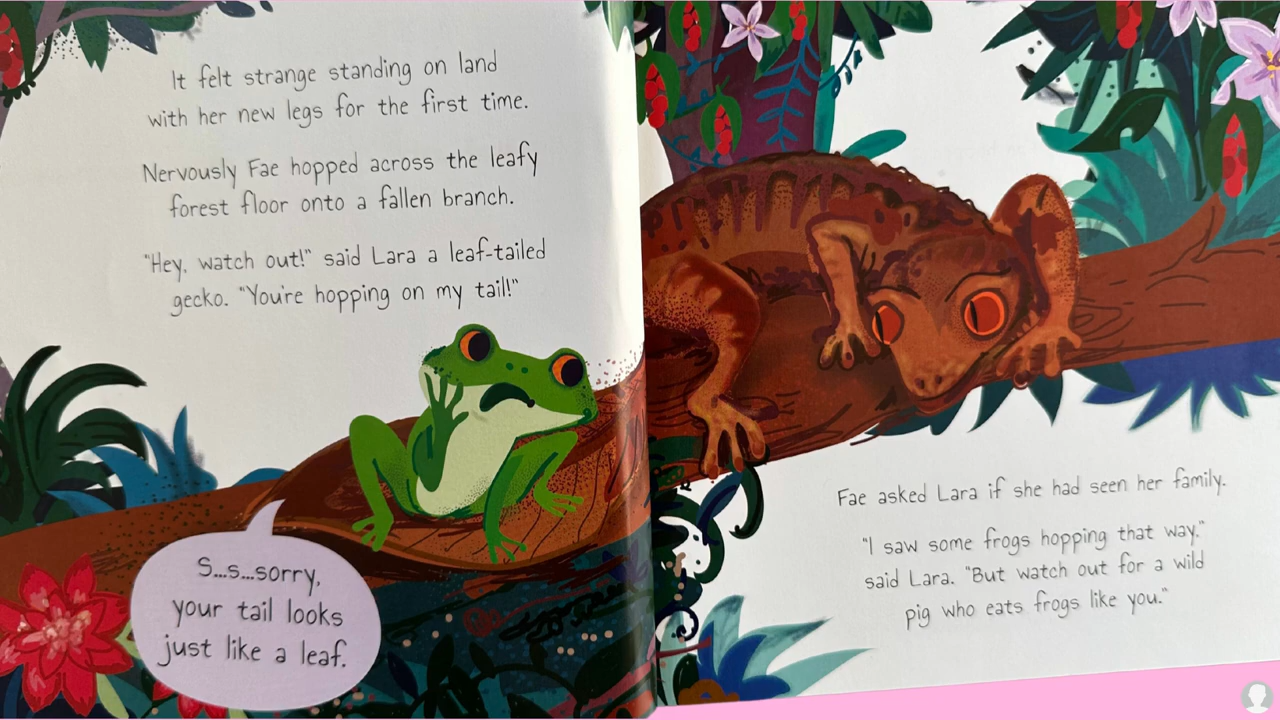 It felt strange standing on land
with her new legs for the first time.
Nervously Fae hopped across the leafy
forest floor onto a fallen branch.
"Hey, watch out!" said Lara a leaf-tailed
gecko. "You're hopping on my tail!"
S...s...sorry,
your tail looks
just like a leaf.
Fae asked Lara if she had seen her family.
"I saw some frogs hopping that way."
said Lara. "But watch out for a wild
pig who eats frogs like you."